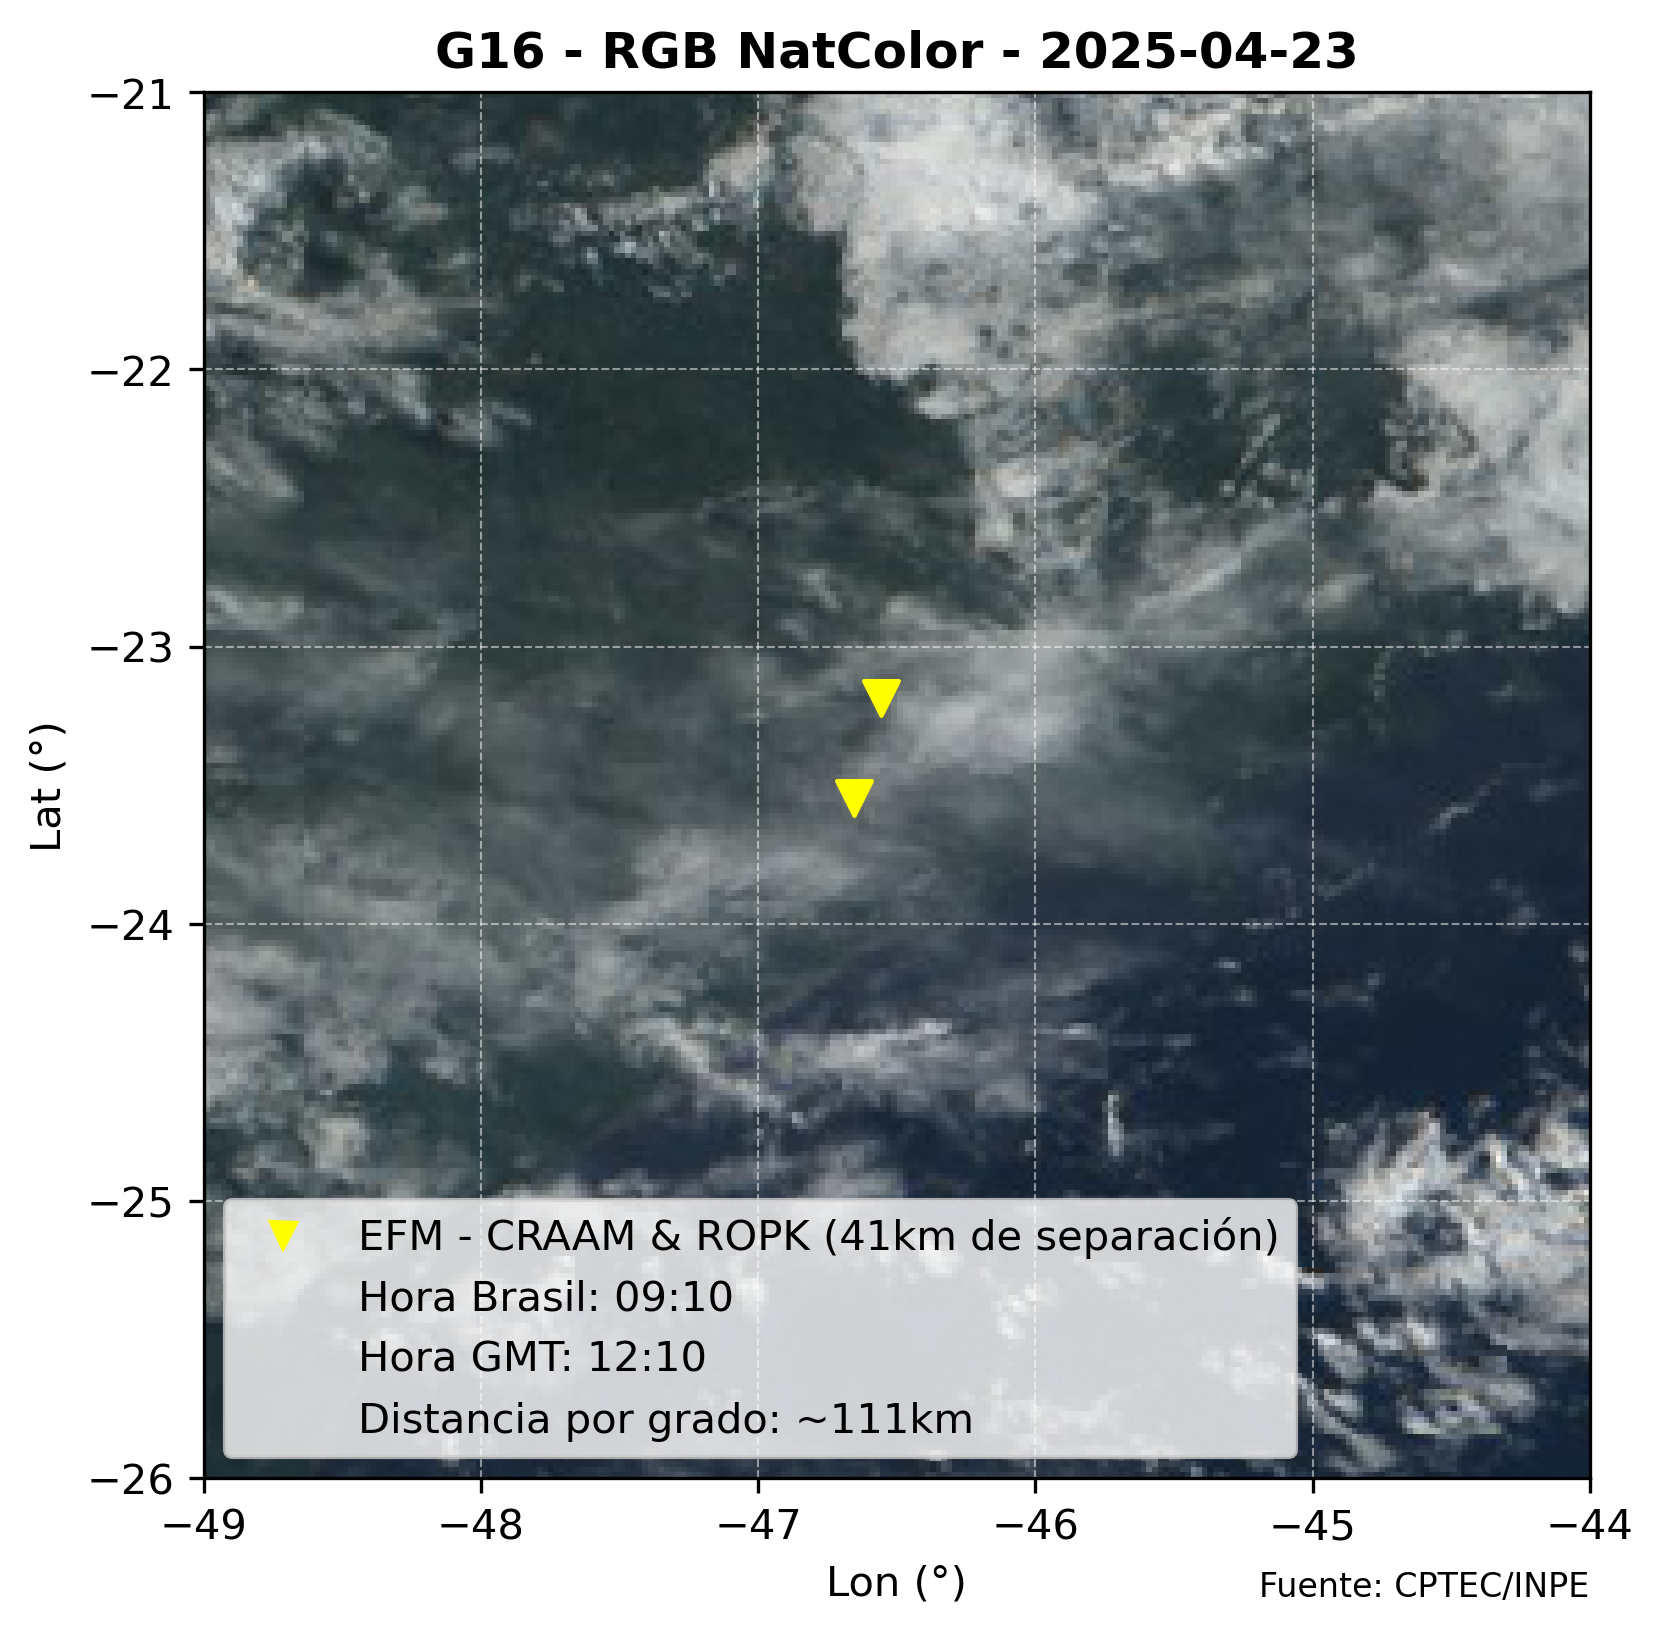 G16 - RGB NatColor - 2025-04-23
−21
−22
−23
−24
−25
−26
Lat (°)
EFM - CRAAM & ROPK (41km de separación)
Hora Brasil: 09:10
Hora GMT: 12:10
Distancia por grado: ~111km
−49 −48 −47 −46 −45 −44
Lon (°)
Fuente: CPTEC/INPE